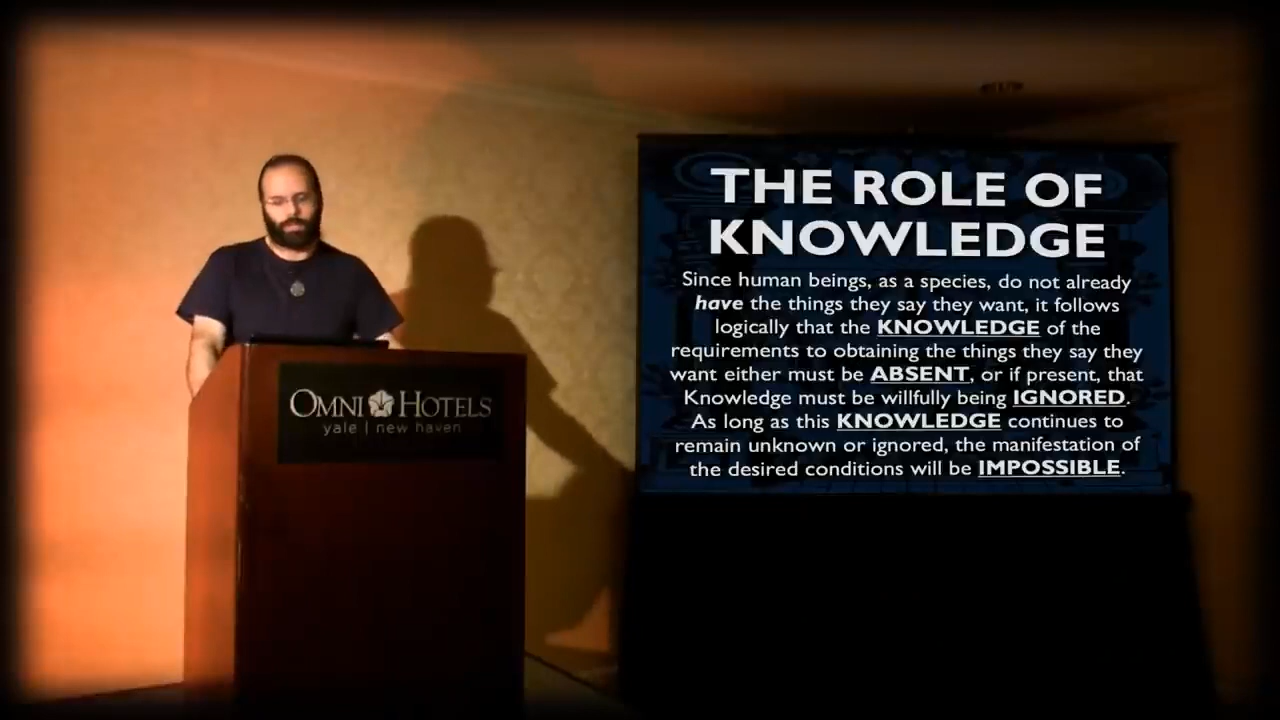 THE ROLE OF
KNOWLEDGE
Since human beings, as a species, do not already
have the things they say they want, it follows
logically that the KNOWLEDGE of the
requirements to obtaining the things they say they
want either must be ABSENT, or if present, that
Knowledge must be willfully being IGNORED.
As long as this KNOWLEDGE continues to
remain unknown or ignored, the manifestation of
the desired conditions will be IMPOSSIBLE.
OMNI HOTELS
yale | new haven